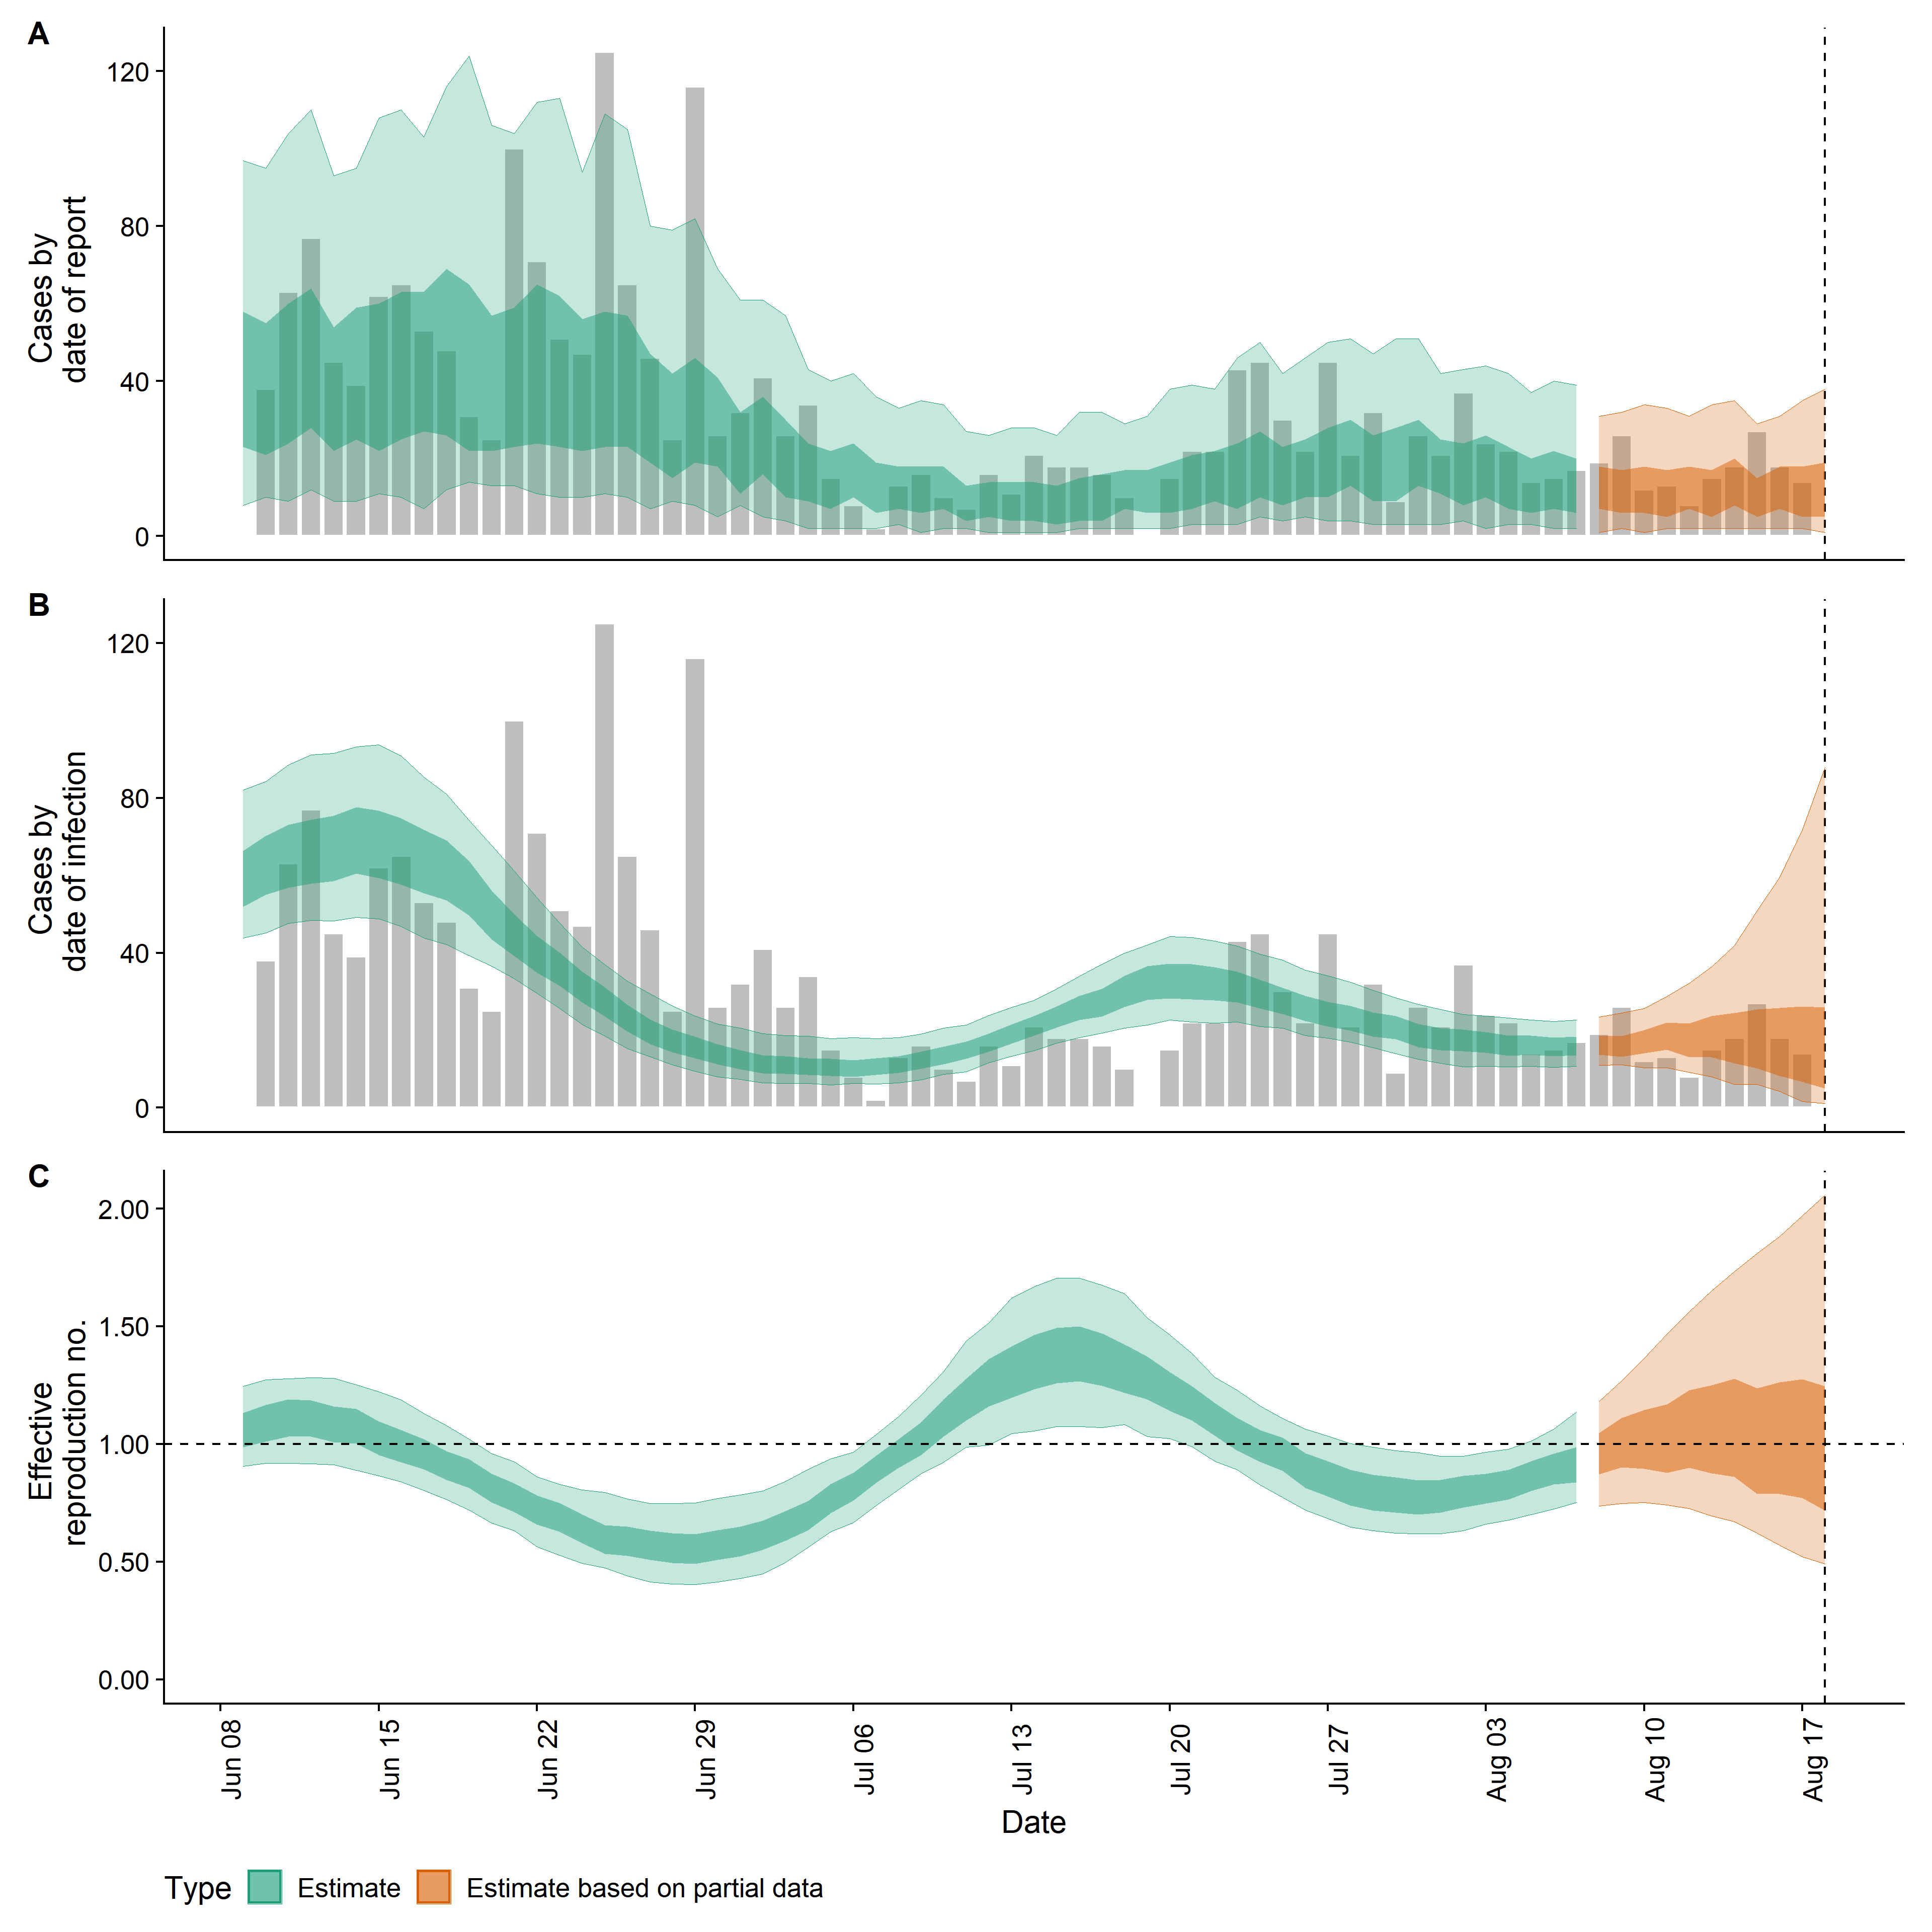 A
Cases by
date of report
120
80
40
0
B
Cases by
date of infection
120
80
40
0
C
Effective
reproduction no.
2.00
1.50
1.00
0.50
0.00
Jun 08
Jun 15
Jun 22
Jun 29
Jul 06
Jul 13
Jul 20
Jul 27
Aug 03
Aug 10
Aug 17
Date
Type Estimate Estimate based on partial data